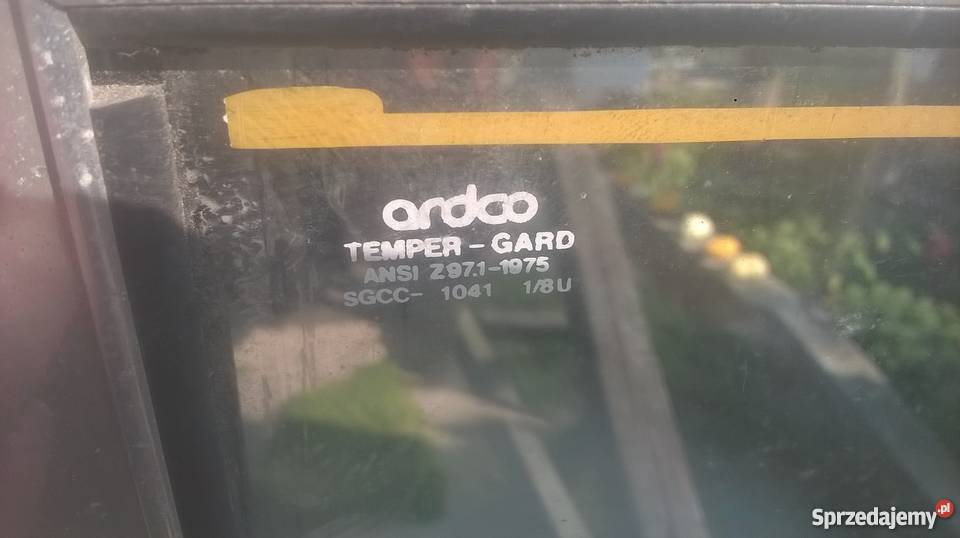 ardco
TEMPER - GARD
ANSI Z97.1-1975
SGCC- 1041 1/8U
Sprzedajemy.pl